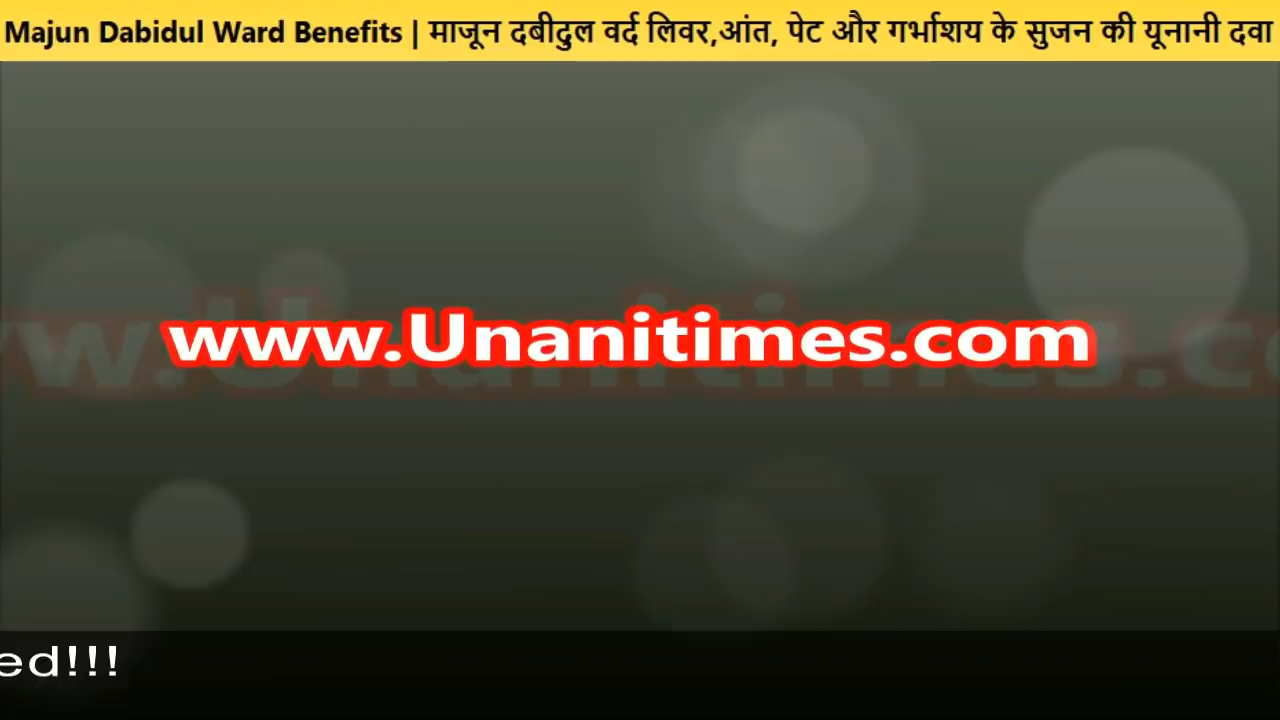 Majun Dabidul Ward Benefits | माजून दबीदुल वर्द लिवर,आंत, पेट और गर्भाशय के सुजन की यूनानी दवा
www.Unanitimes.com
ed!!!